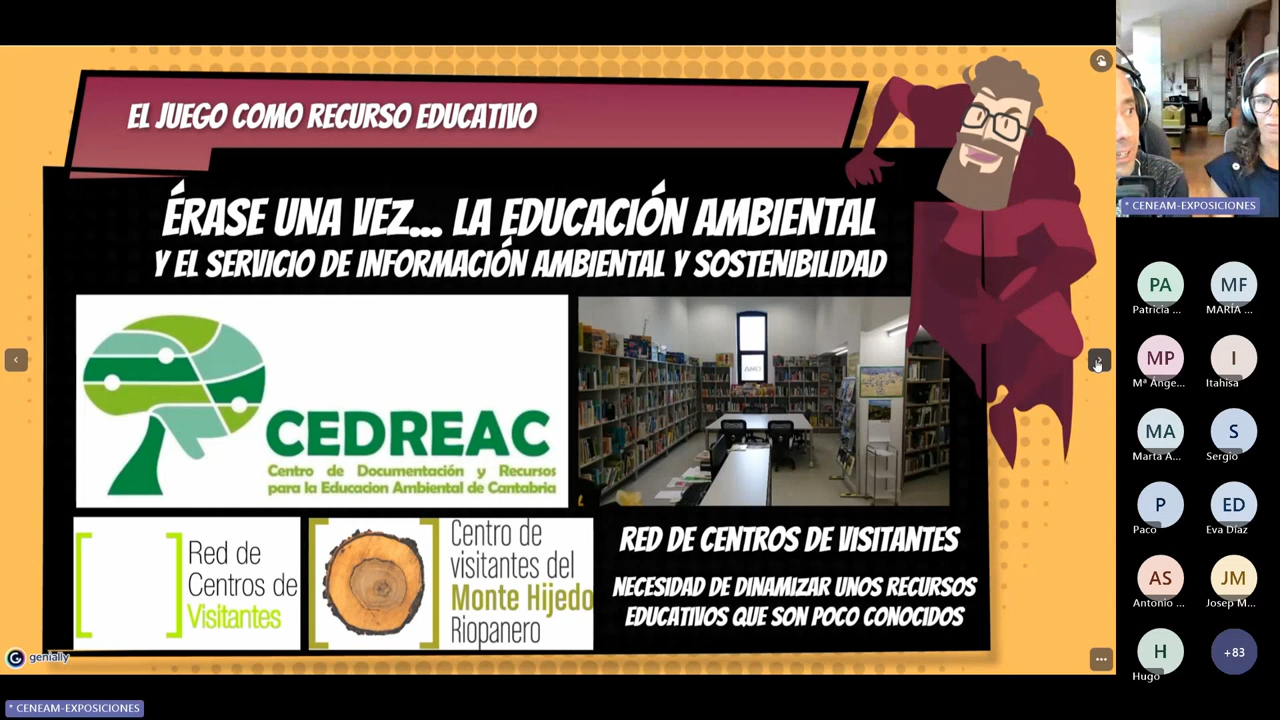 EL JUEGO COMO RECURSO EDUCATIVO
ÉRASE UNA VEZ... LA EDUCACIÓN AMBIENTAL
Y EL SERVICIO DE INFORMACIÓN AMBIENTAL Y SOSTENIBILIDAD
CEDREAC
Centro de Documentación y Recursos
para la Educacion Ambiental de Cantabria
Red de
Centros de
Visitantes
Centro de
visitantes del
Monte Hijedo
Riopanero
RED DE CENTROS DE VISITANTES
NECESIDAD DE DINAMIZAR UNOS RECURSOS
EDUCATIVOS QUE SON POCO CONOCIDOS
genially
* CENEAM-EXPOSICIONES
* CENEAM-EXPOSICIONES
PA
Patricia ...
MF
MARÍA ...
MP
Mª Ánge...
I
Itahisa
MA
Marta A...
S
Sergio
P
Paco
ED
Eva Díaz
AS
Antonio ...
JM
Josep M...
H
Hugo
+83